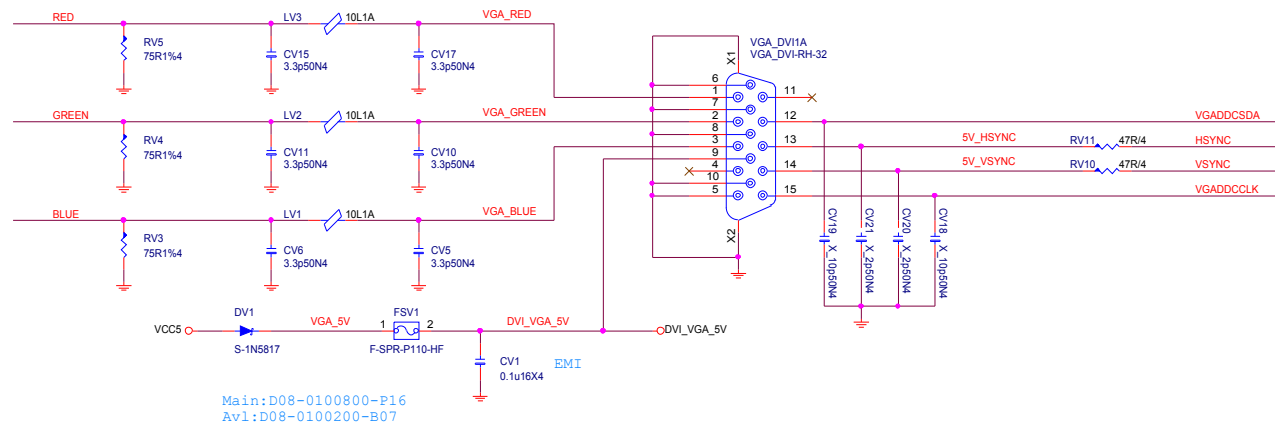 RED
LV3
10L1A
VGA_RED
RV5
75R1%4
CV15
3.3p50N4
CV17
3.3p50N4
GREEN
LV2
10L1A
VGA_GREEN
RV4
75R1%4
CV11
3.3p50N4
CV10
3.3p50N4
BLUE
LV1
10L1A
VGA_BLUE
RV3
75R1%4
CV6
3.3p50N4
CV5
3.3p50N4
VGA_DVI1A
VGA_DVI-RH-32
X1
6
1
7
2
8
3
9
4
10
5
11
12
13
14
15
X2
VGADDCSDA
5V_HSYNC
RV11
47R/4
HSYNC
5V_VSYNC
RV10
47R/4
VSYNC
VGADDCCLK
CV19
X_10p50N4
CV21
X_2p50N4
CV20
X_2p50N4
CV18
X_10p50N4
VCC5
DV1
S-1N5817
VGA_5V
1
FSV1
2
F-SPR-P110-HF
DVI_VGA_5V
DVI_VGA_5V
CV1
0.1u16X4
EMI
Main:D08-0100800-P16
Avl:D08-0100200-B07